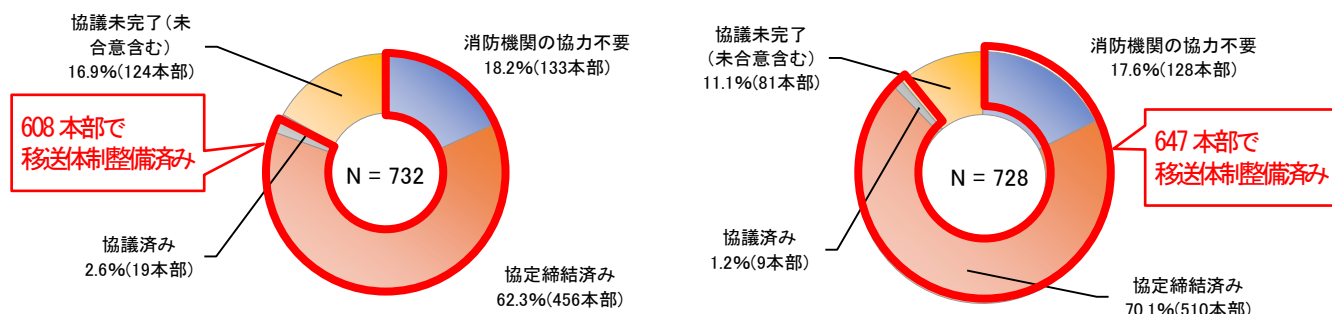 協議未完了(未
合意含む)
16.9%(124本部)
消防機関の協力不要
18.2%(133本部)
608 本部で
移送体制整備済み
N = 732
協議済み
2.6%(19本部)
協定締結済み
62.3%(456本部)
協議未完了
(未合意含む)
11.1%(81本部)
消防機関の協力不要
17.6%(128本部)
647 本部で
移送体制整備済み
N = 728
協議済み
1.2%(9本部)
協定締結済み
70.1%(510本部)